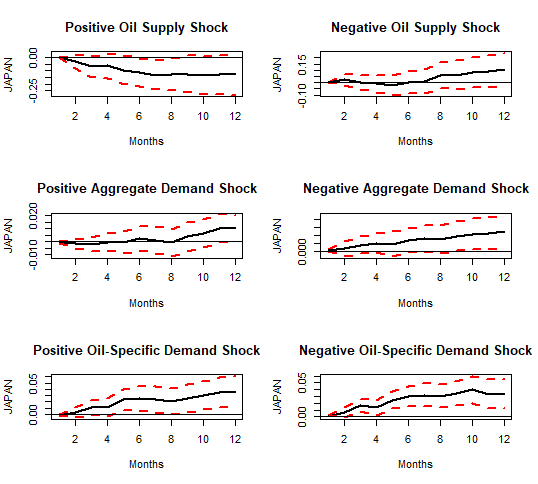 Positive Oil Supply Shock
JAPAN
0.00
-0.25
2 4 6 8 10 12
Months
Negative Oil Supply Shock
JAPAN
0.15
-0.10
2 4 6 8 10 12
Months
Positive Aggregate Demand Shock
JAPAN
0.020
-0.010
2 4 6 8 10 12
Months
Negative Aggregate Demand Shock
JAPAN
0.000
2 4 6 8 10 12
Months
Positive Oil-Specific Demand Shock
JAPAN
0.05
0.00
2 4 6 8 10 12
Months
Negative Oil-Specific Demand Shock
JAPAN
0.05
0.00
2 4 6 8 10 12
Months